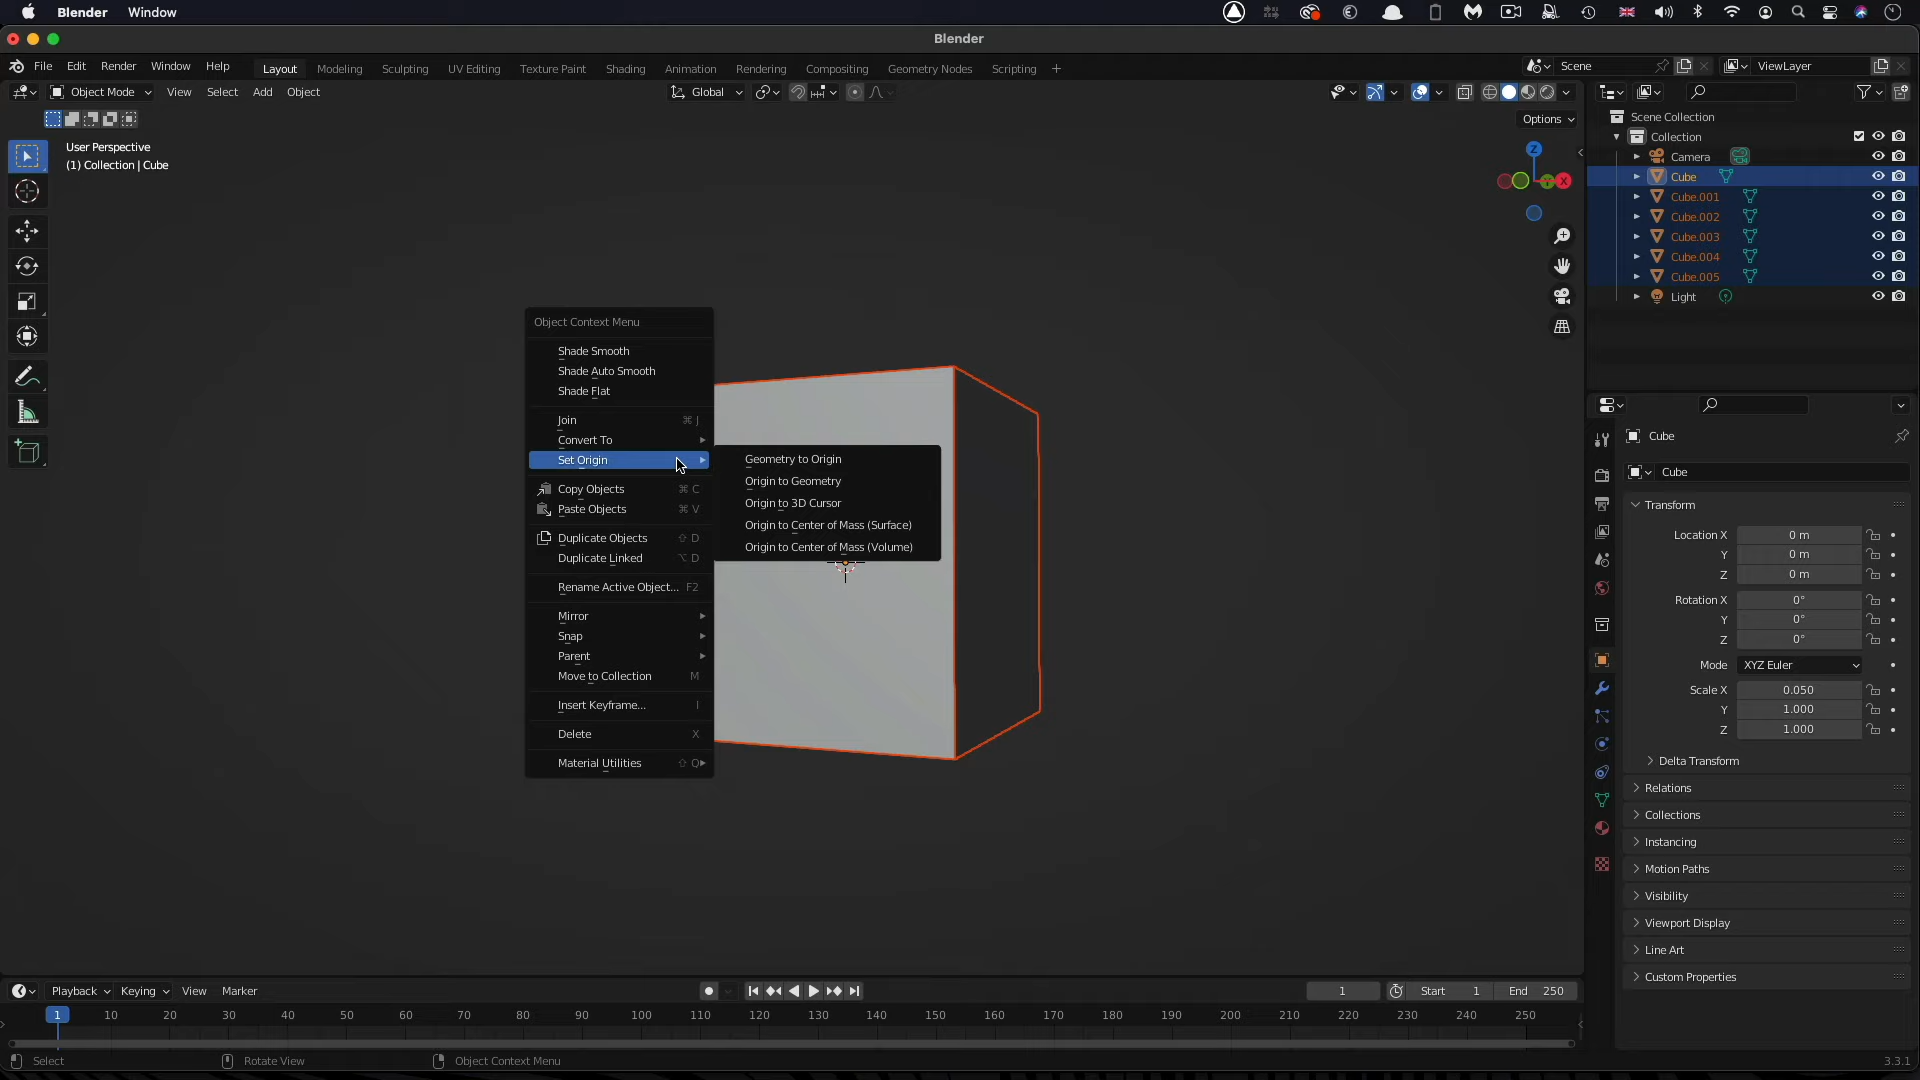 Blender Window
Blender
File Edit Render Window Help Layout Modeling Sculpting UV Editing Texture Paint Shading Animation Rendering Compositing Geometry Nodes Scripting + Scene ViewLayer
Object Mode View Select Add Object Global
Options
User Perspective
(1) Collection | Cube
Z
Y
X
Scene Collection
Collection
Camera
Cube
Cube.001
Cube.002
Cube.003
Cube.004
Cube.005
Light
Object Context Menu
Shade Smooth
Shade Auto Smooth
Shade Flat
Join ⌘ J
Convert To
Set Origin
Copy Objects ⌘ C
Paste Objects ⌘ V
Duplicate Objects ⇧ D
Duplicate Linked ⌥ D
Rename Active Object... F2
Mirror
Snap
Parent
Move to Collection M
Insert Keyframe... I
Delete X
Material Utilities ⇧ Q
Geometry to Origin
Origin to Geometry
Origin to 3D Cursor
Origin to Center of Mass (Surface)
Origin to Center of Mass (Volume)
Cube
Cube
Transform
Location X 0 m
Y 0 m
Z 0 m
Rotation X 0°
Y 0°
Z 0°
Mode XYZ Euler
Scale X 0.050
Y 1.000
Z 1.000
Delta Transform
Relations
Collections
Instancing
Motion Paths
Visibility
Viewport Display
Line Art
Custom Properties
Playback Keying View Marker 1 Start 1 End 250
1 10 20 30 40 50 60 70 80 90 100 110 120 130 140 150 160 170 180 190 200 210 220 230 240 250
Select Rotate View Object Context Menu 3.3.1